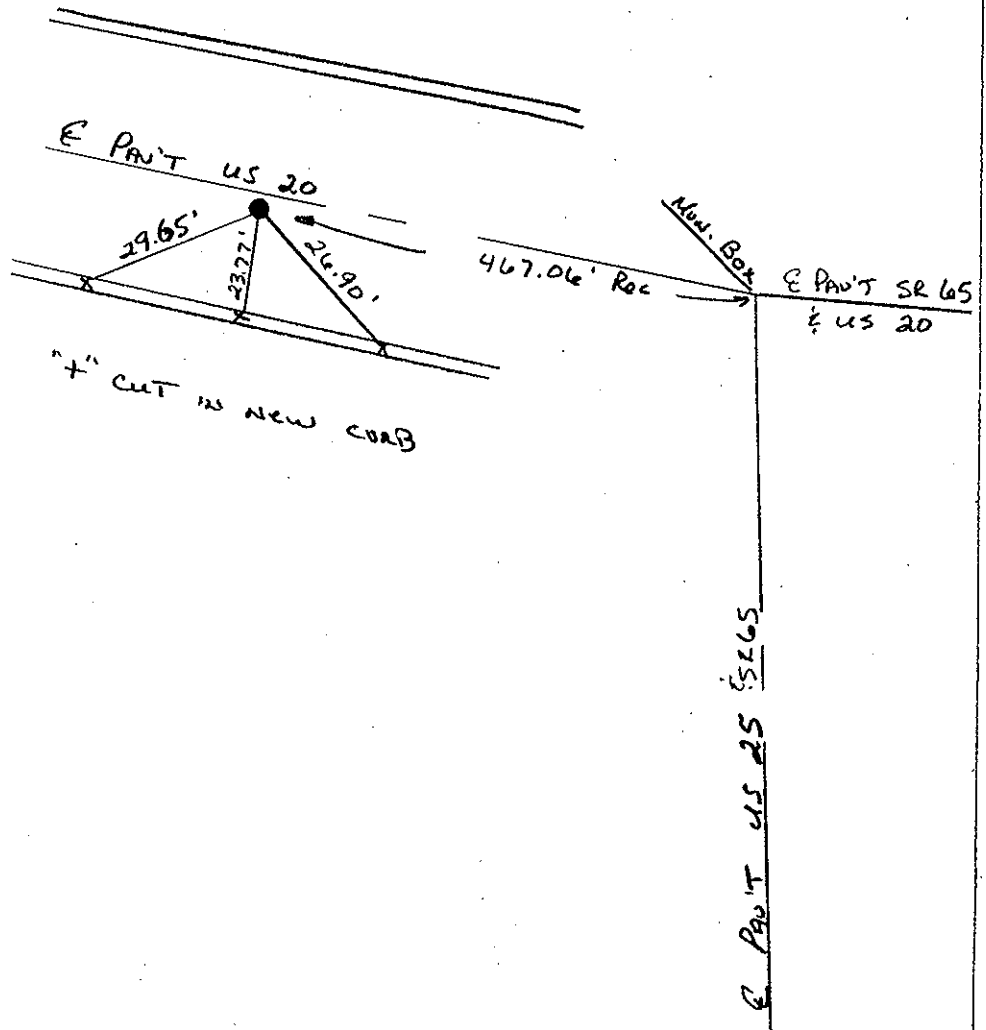 ℄ PAV'T US 20
29.65'
23.77'
26.90'
"+" CUT IN NEW CURB
467.06' REC
MON. BOX
℄ PAV'T SR 65
& US 20
℄ PAV'T US 25 & SR 65